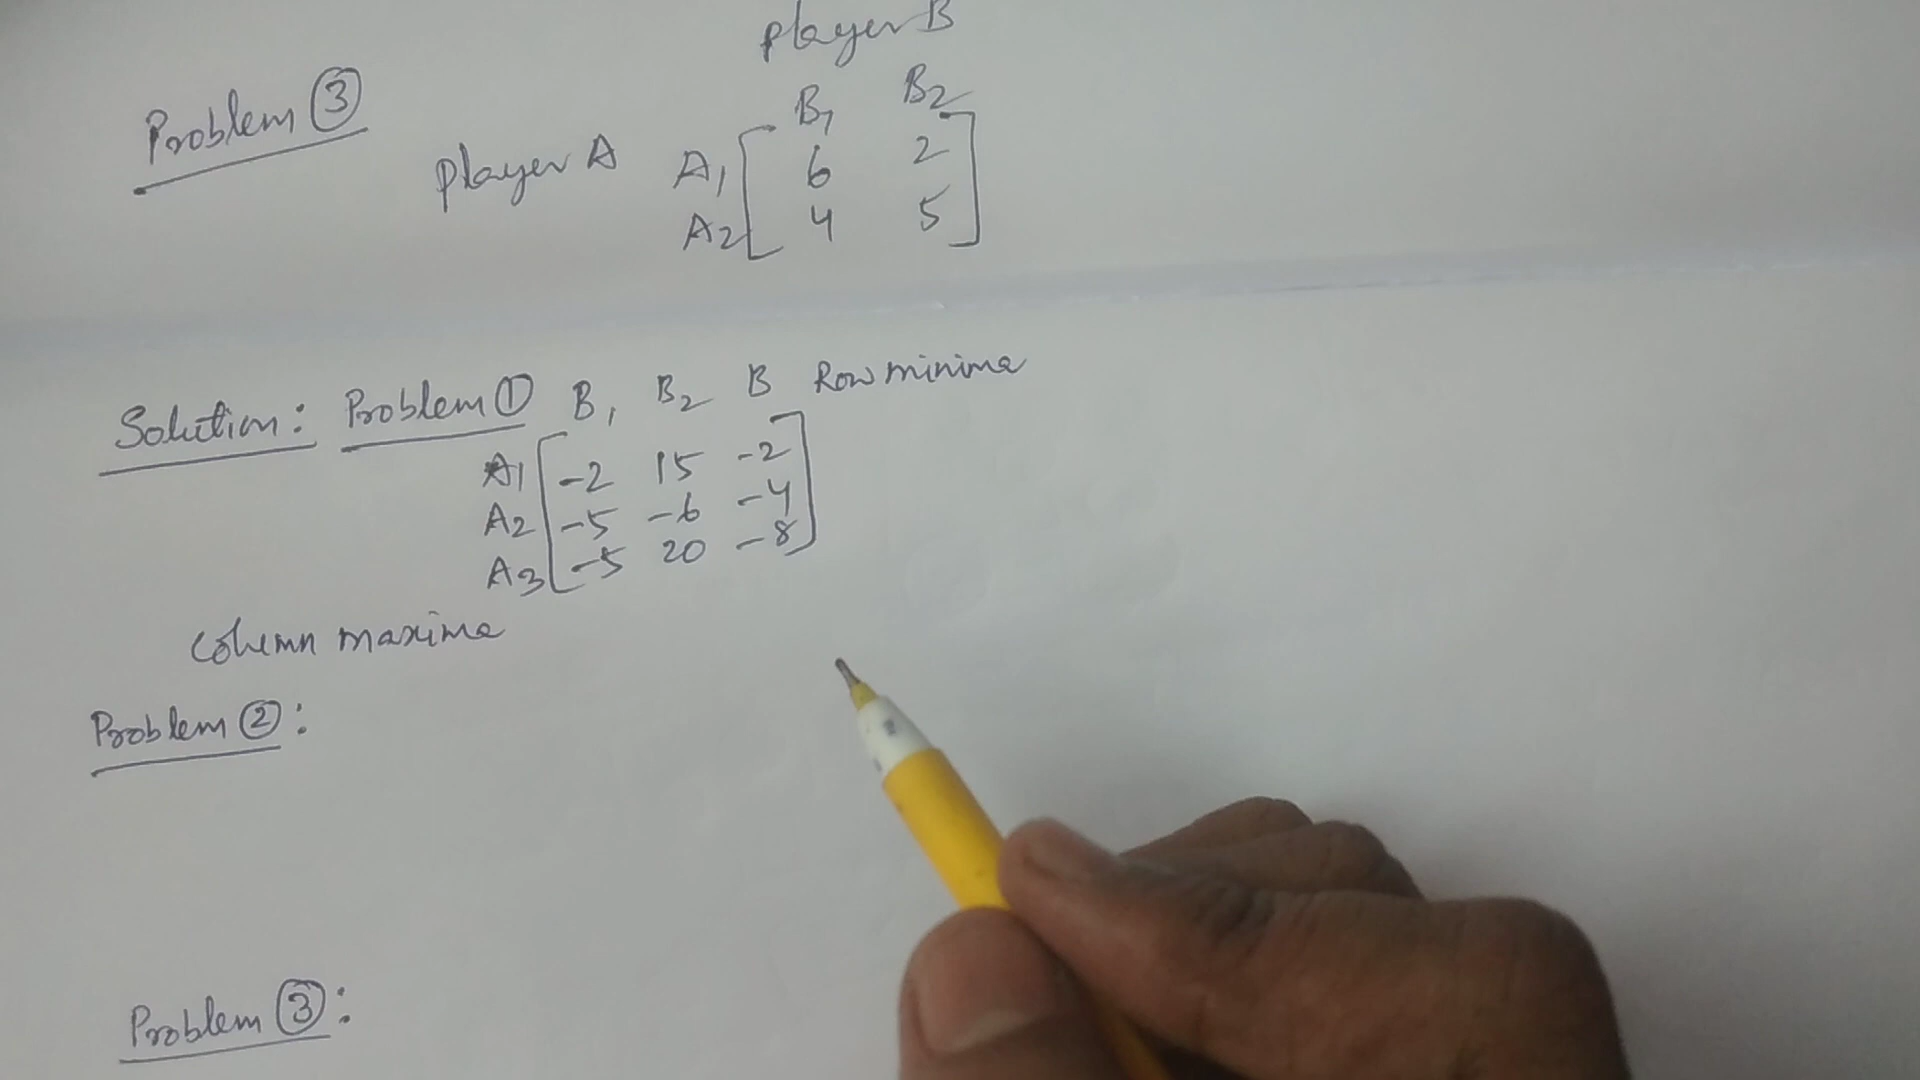 Player B
Problem ③
B1 B2
Player A A1 6 2
A2 4 5
Solution: Problem ① B1 B2 B Row minima
A1 -2 15 -2
A2 -5 -6 -4
A3 -5 20 -8
Column maxima
Problem ②:
Problem ③: